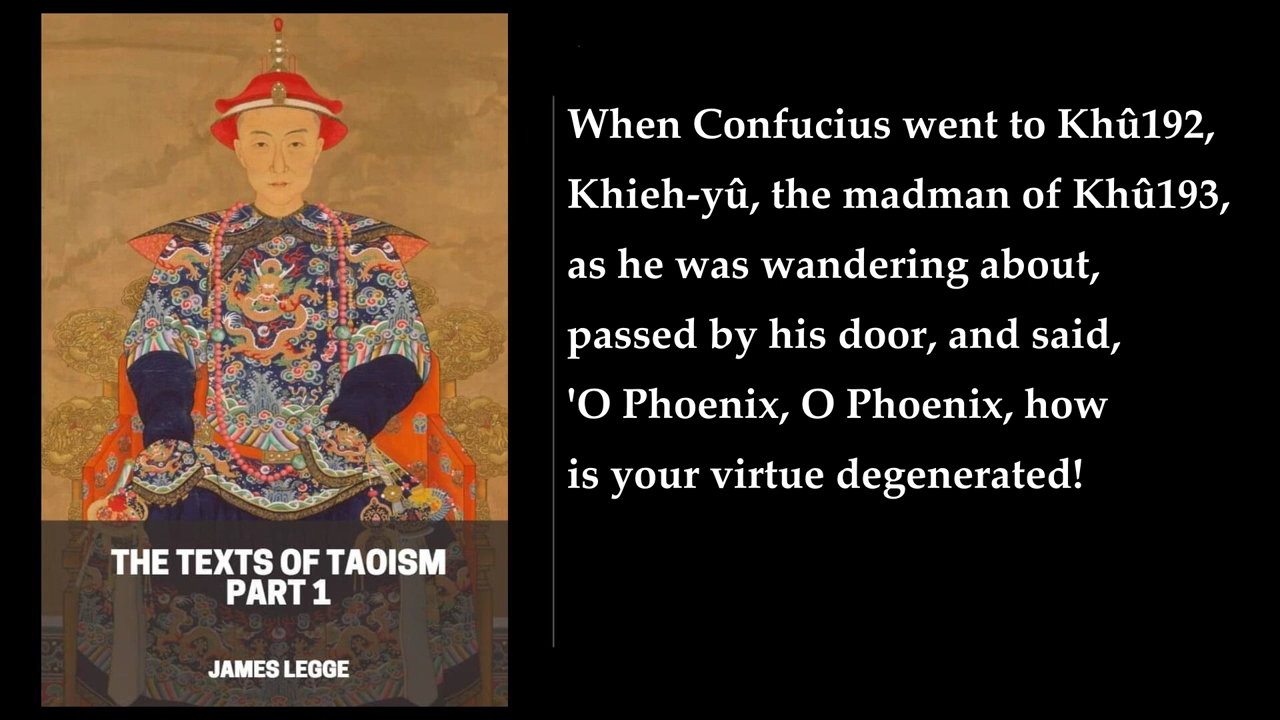 THE TEXTS OF TAOISM
PART 1
JAMES LEGGE
When Confucius went to Khû192,
Khieh-yû, the madman of Khû193,
as he was wandering about,
passed by his door, and said,
'O Phoenix, O Phoenix, how
is your virtue degenerated!